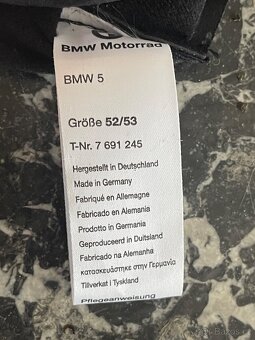 BMW Motorrad
BMW 5
Größe 52/53
T-Nr. 7 691 245
Hergestellt in Deutschland
Made in Germany
Fabriqué en Allemagne
Fabricado en Alemania
Prodotto in Germania
Geproduceerd in Duitsland
Fabricado na Alemanha
κατασκευάστηκε στην Γερμανία
Tillverkat i Tyskland
Pflegeanweisung